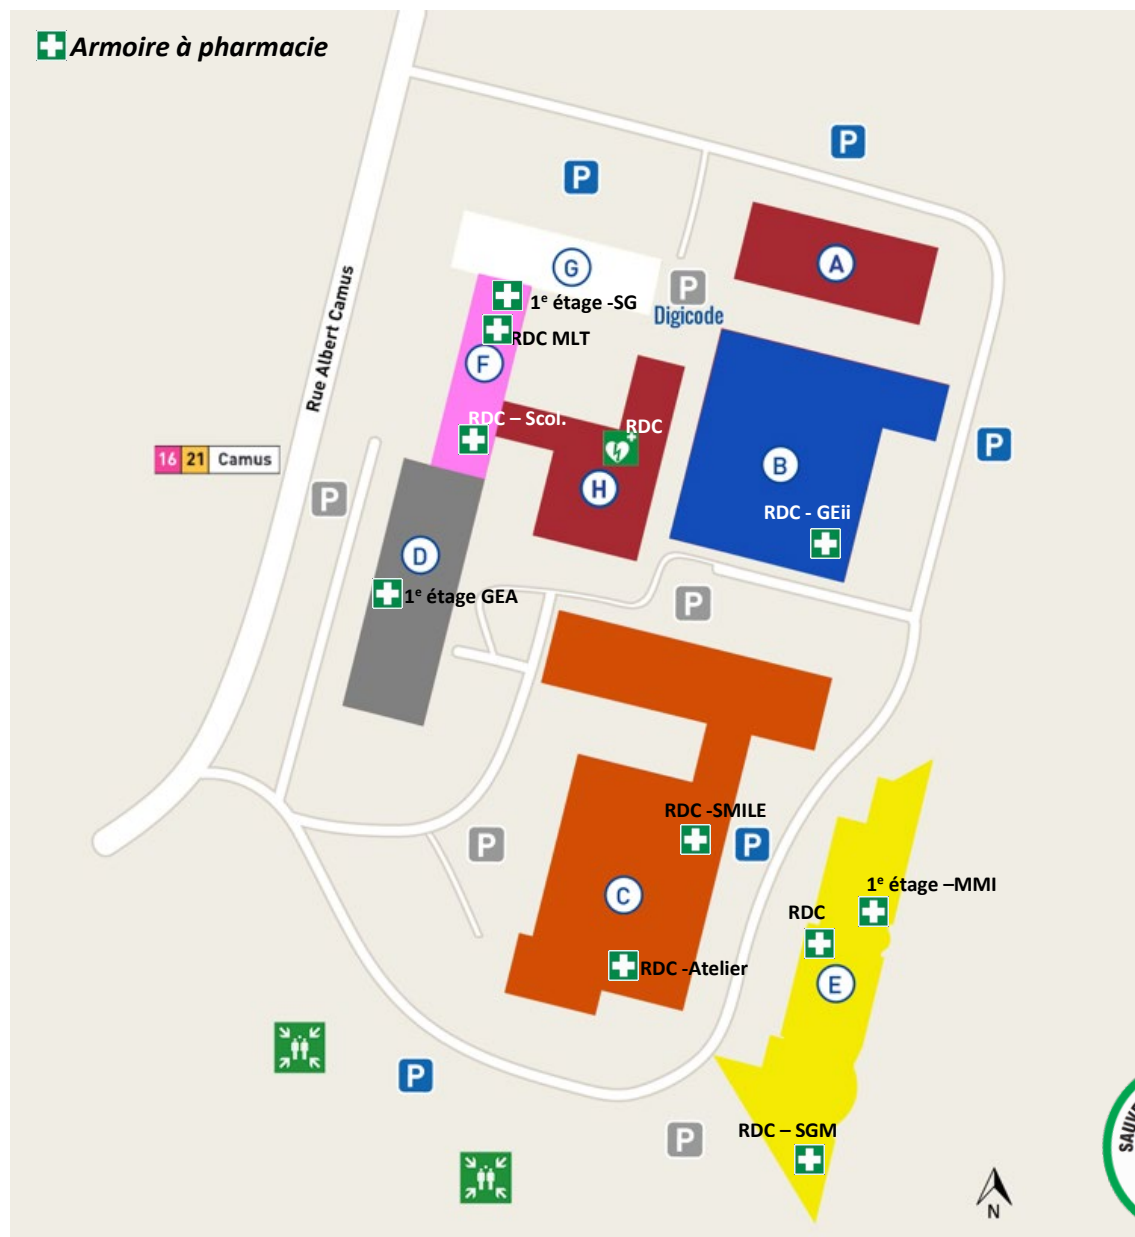 Armoire à pharmacie
P
P
A
G
P
Digicode
1e étage -SG
RDC MLT
F
Rue Albert Camus
RDC – Scol.
RDC
P
16 21 Camus
B
H
P
RDC - GEii
D
1e étage GEA
P
RDC -SMILE
P
P
C
1e étage –MMI
RDC
RDC -Atelier
E
P
RDC – SGM
P
N